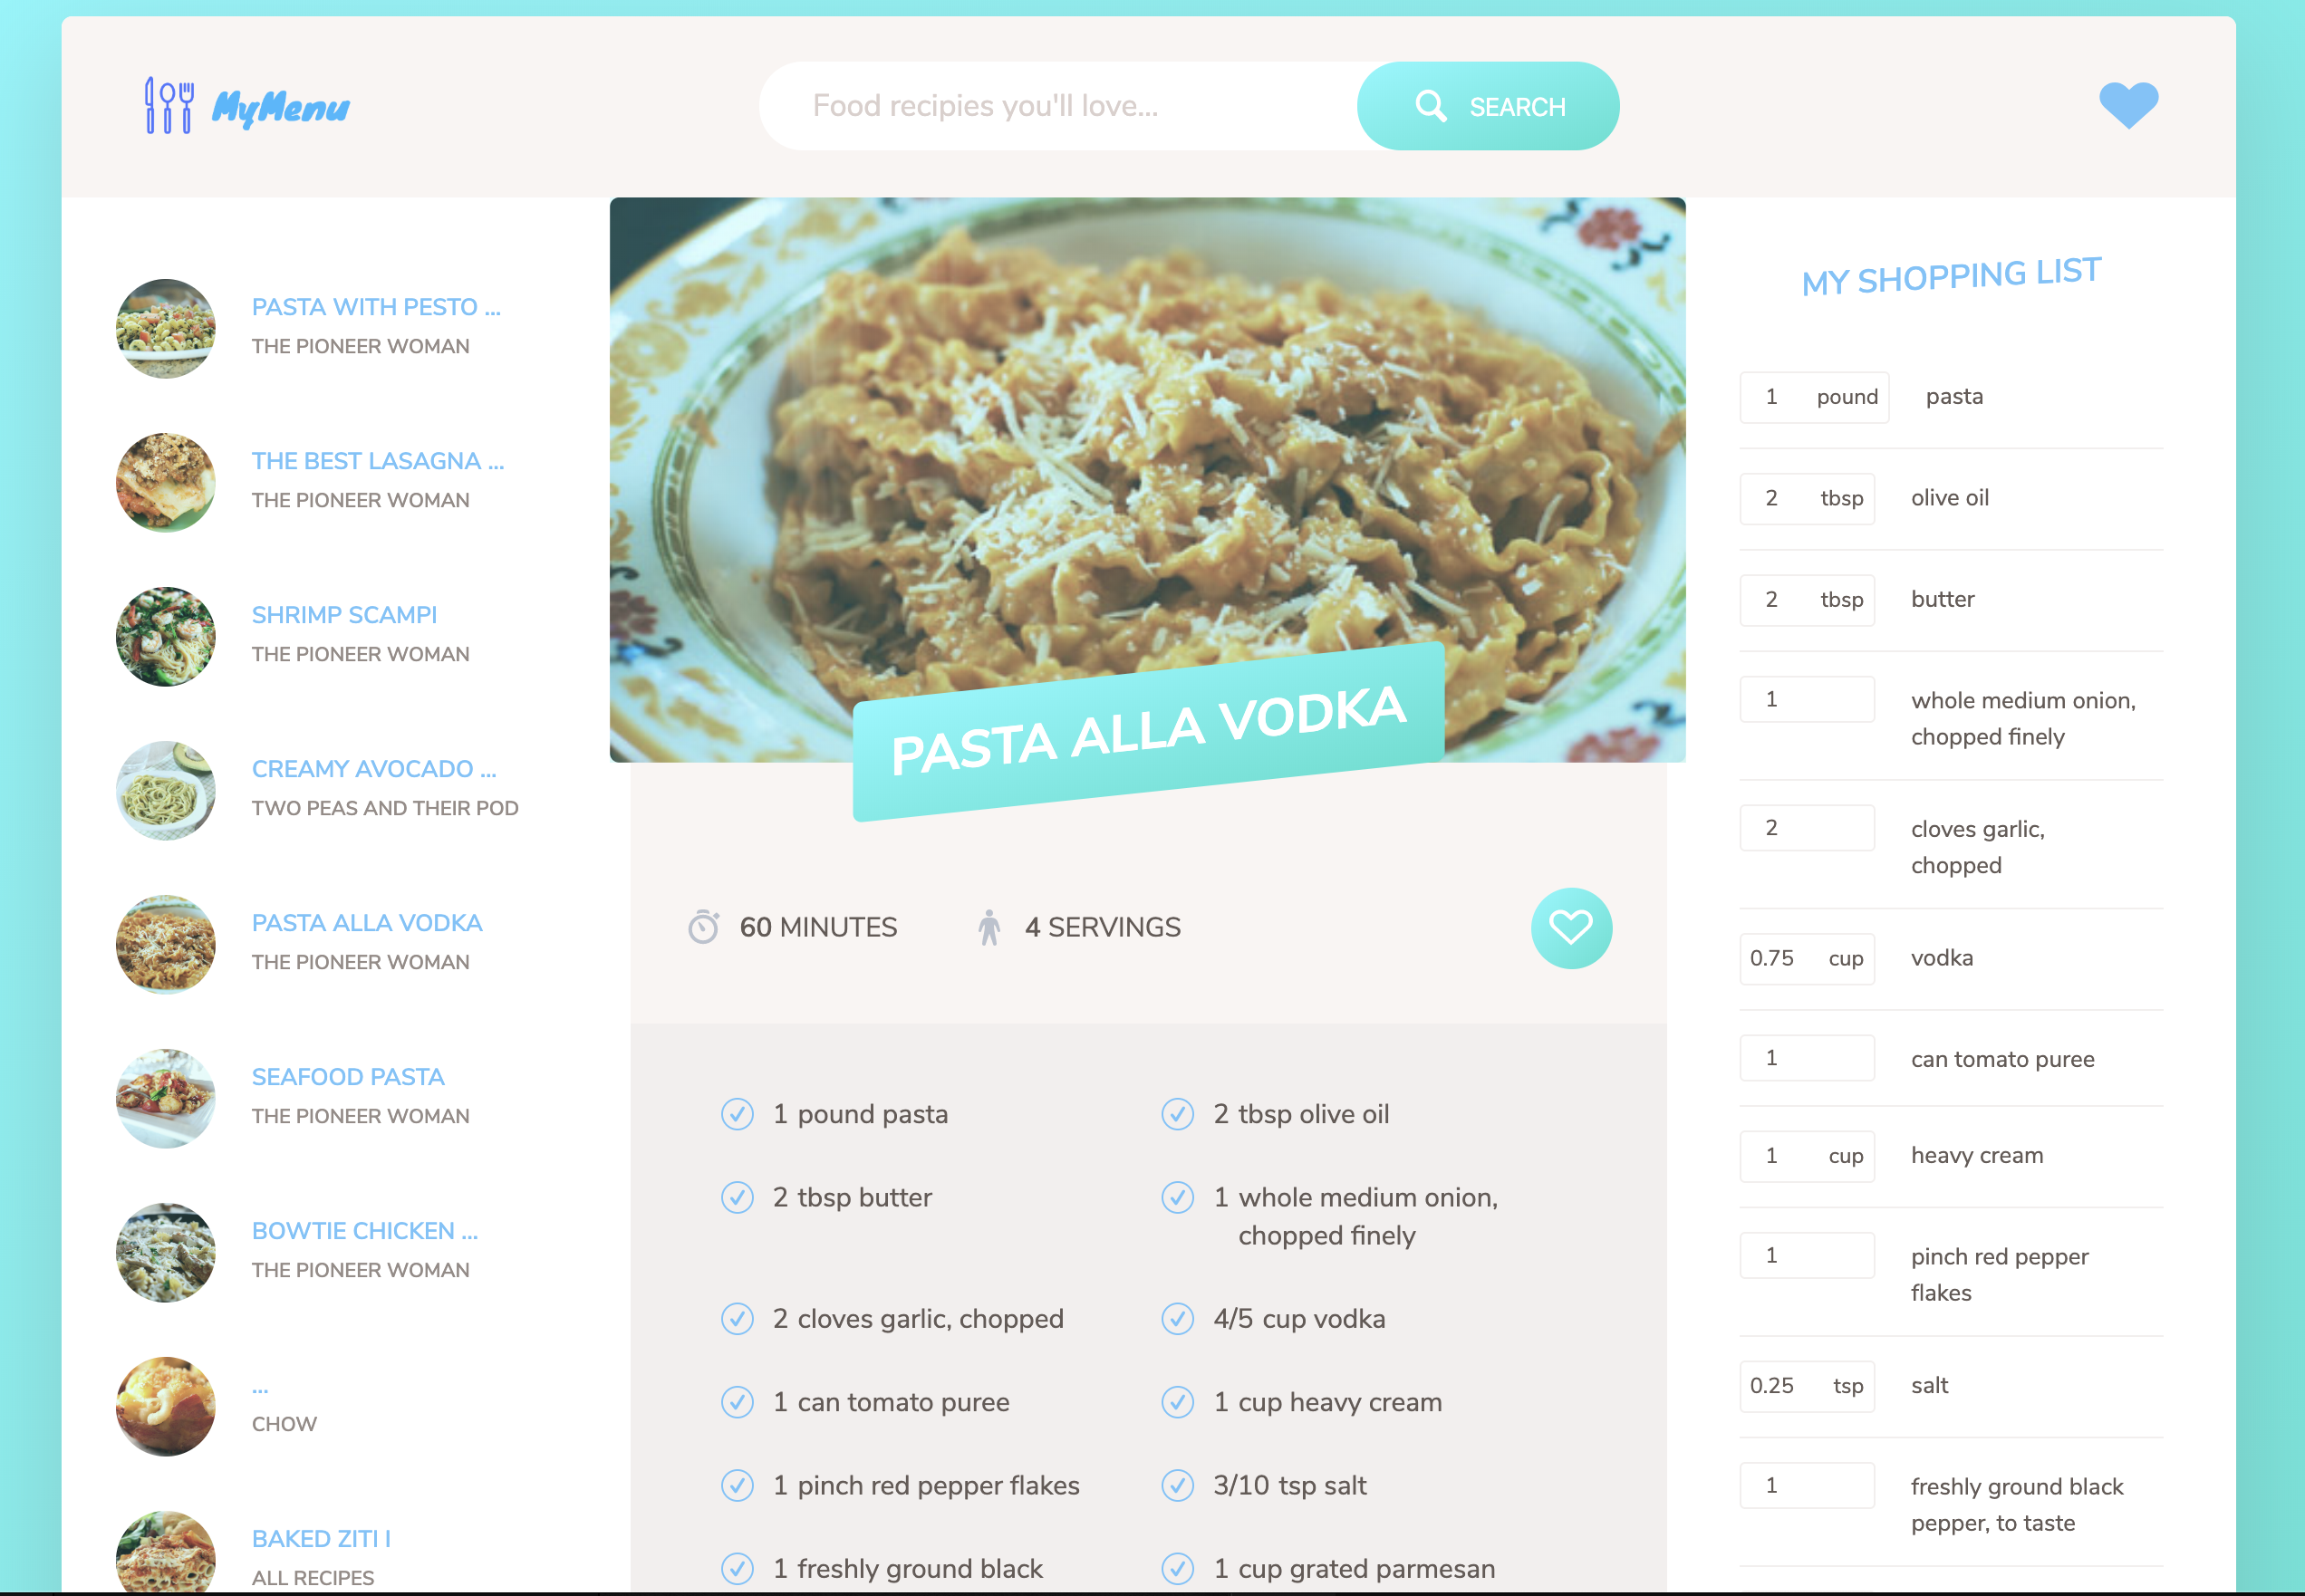 MyMenu
Food recipies you'll love...
SEARCH
PASTA WITH PESTO ...
THE PIONEER WOMAN
THE BEST LASAGNA ...
THE PIONEER WOMAN
SHRIMP SCAMPI
THE PIONEER WOMAN
CREAMY AVOCADO ...
TWO PEAS AND THEIR POD
PASTA ALLA VODKA
THE PIONEER WOMAN
SEAFOOD PASTA
THE PIONEER WOMAN
BOWTIE CHICKEN ...
THE PIONEER WOMAN
...
CHOW
BAKED ZITI I
ALL RECIPES
PASTA ALLA VODKA
60 MINUTES
4 SERVINGS
1 pound pasta
2 tbsp olive oil
2 tbsp butter
1 whole medium onion,
chopped finely
2 cloves garlic, chopped
4/5 cup vodka
1 can tomato puree
1 cup heavy cream
1 pinch red pepper flakes
3/10 tsp salt
1 freshly ground black
1 cup grated parmesan
MY SHOPPING LIST
1 pound pasta
2 tbsp olive oil
2 tbsp butter
1 whole medium onion,
chopped finely
2 cloves garlic,
chopped
0.75 cup vodka
1 can tomato puree
1 cup heavy cream
1 pinch red pepper
flakes
0.25 tsp salt
1 freshly ground black
pepper, to taste